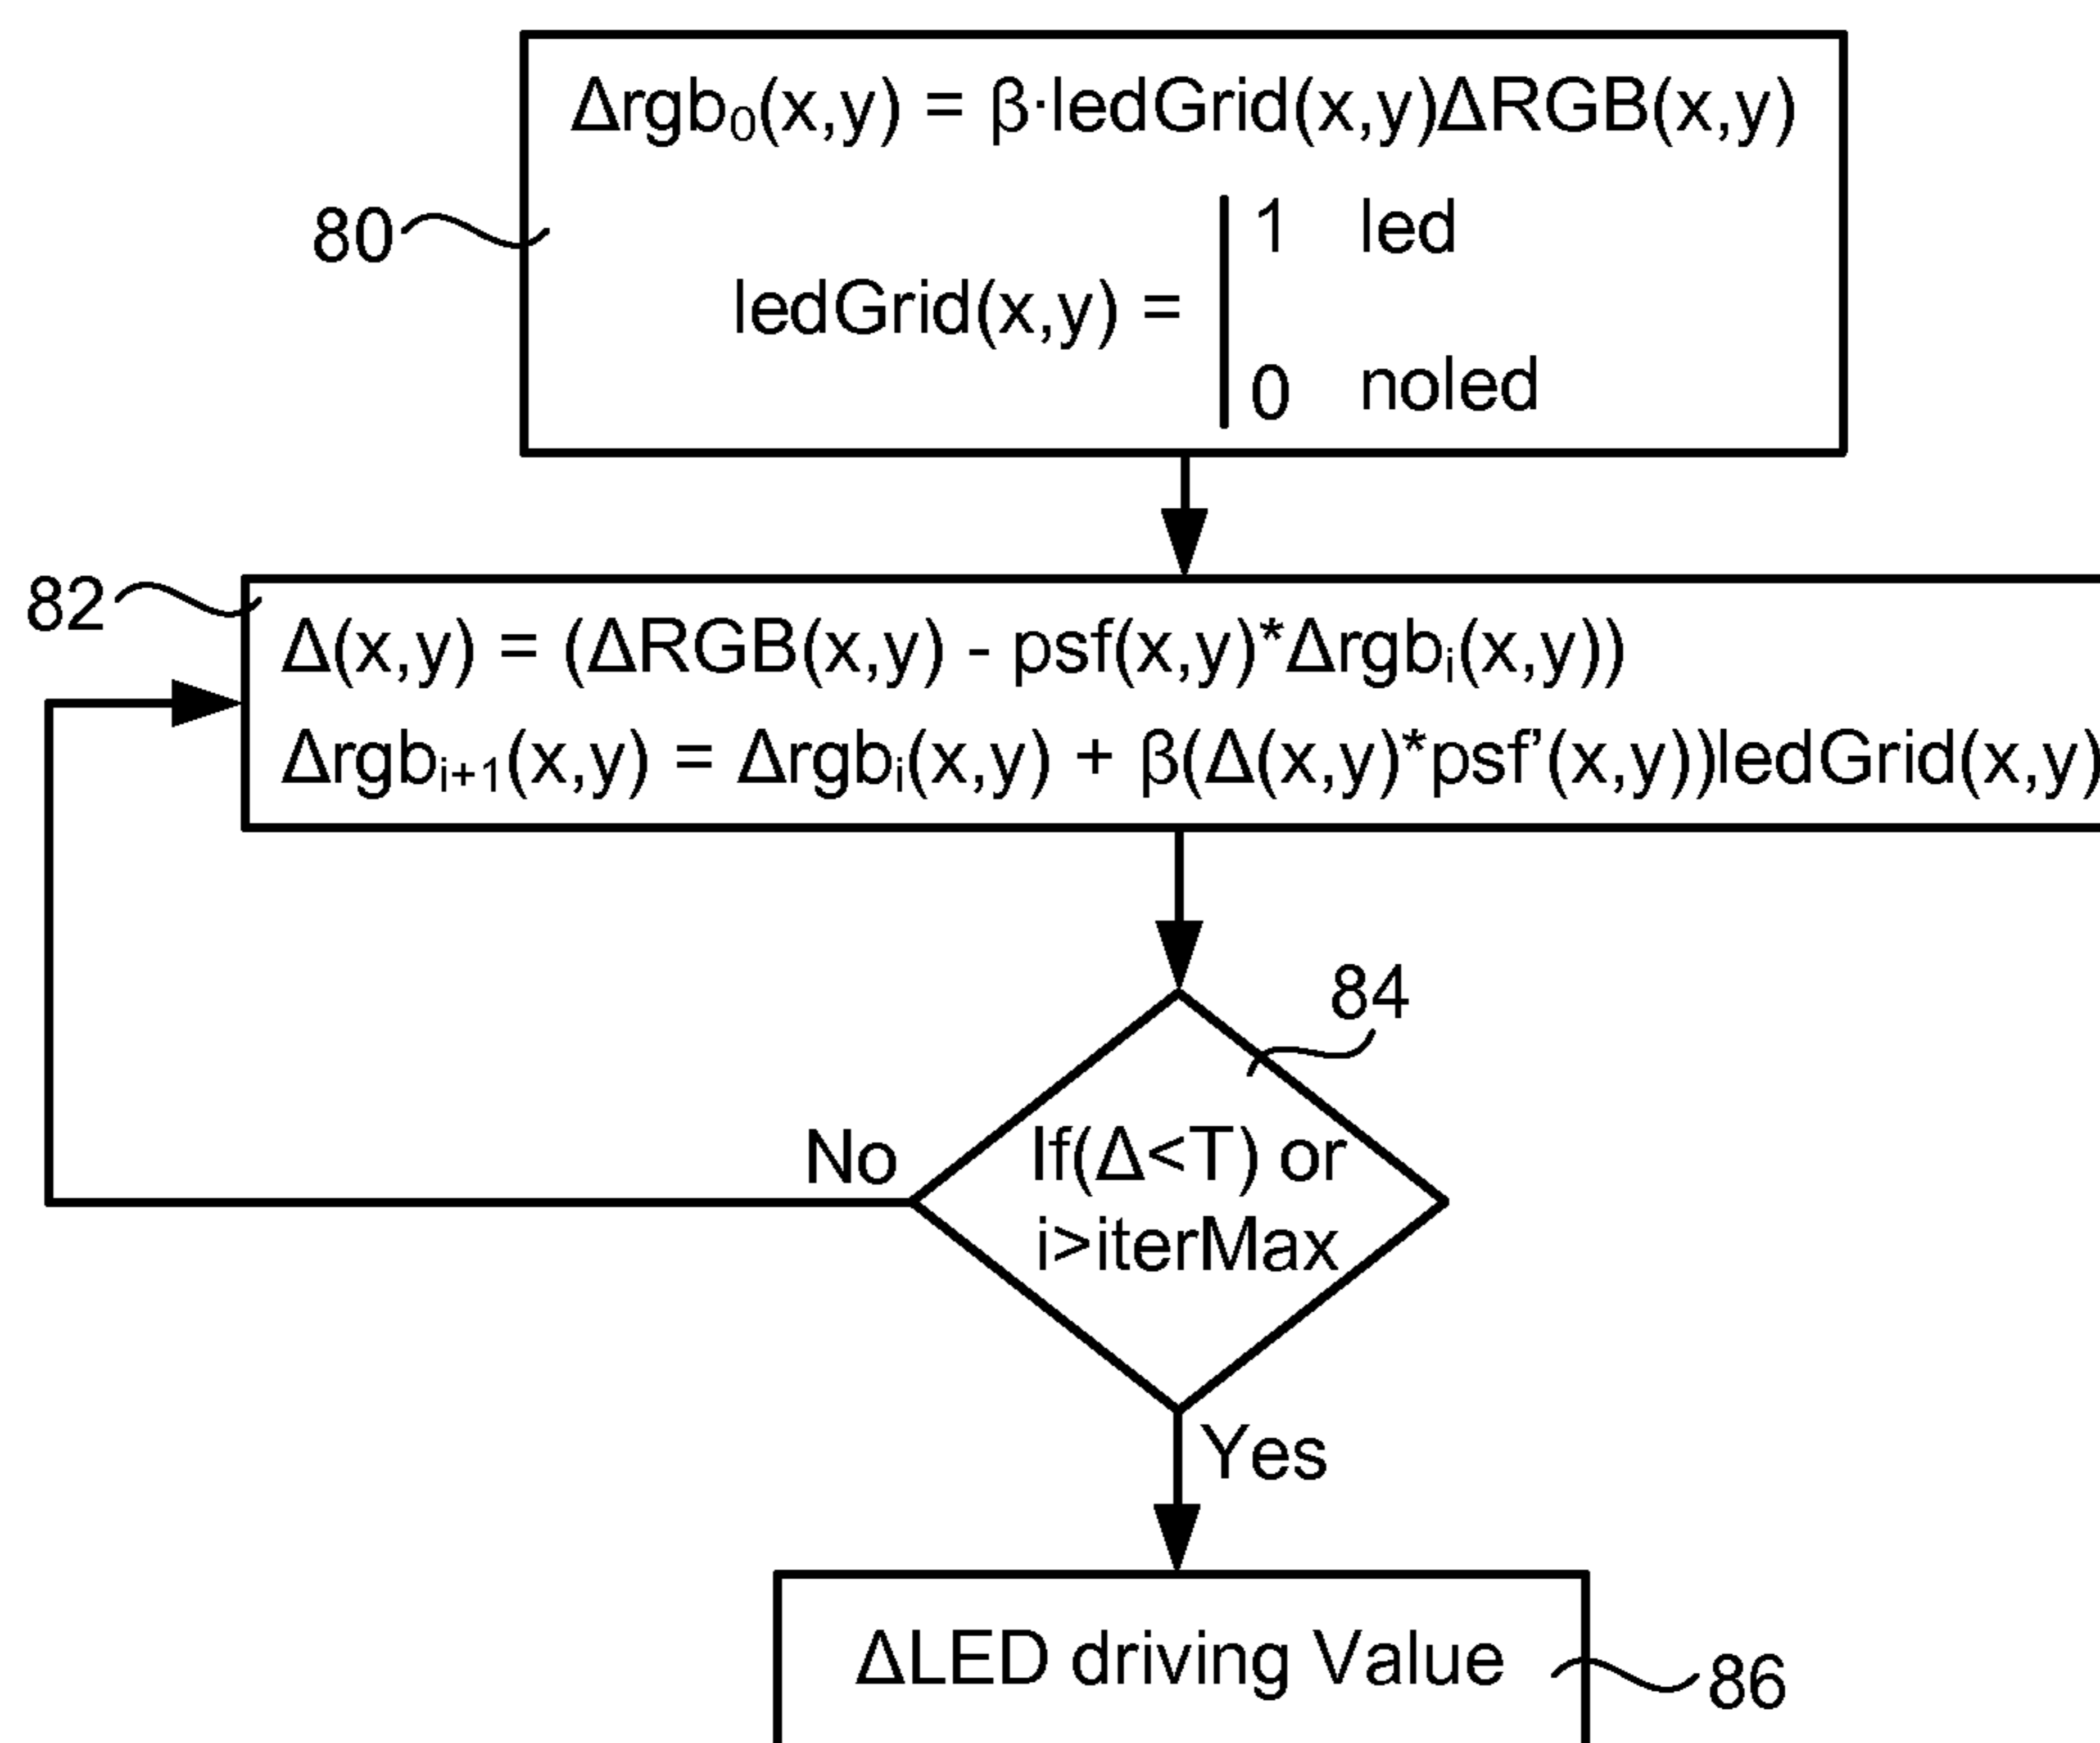 Δrgb₀(x,y) = β·ledGrid(x,y)ΔRGB(x,y)
80
1 led
ledGrid(x,y) =
0 noled
82
Δ(x,y) = (ΔRGB(x,y) - psf(x,y)*Δrgbᵢ(x,y))
Δrgbᵢ₊₁(x,y) = Δrgbᵢ(x,y) + β(Δ(x,y)*psf'(x,y))ledGrid(x,y)
84
No
If(Δ<T) or
i>iterMax
Yes
ΔLED driving Value
86